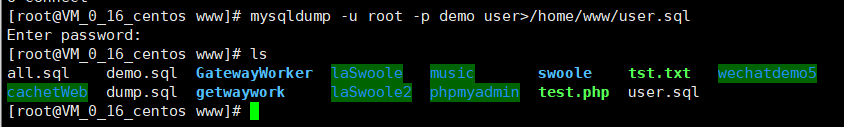 [root@VM_0_16_centos www]# mysqldump -u root -p demo user>/home/www/user.sql
Enter password:
[root@VM_0_16_centos www]# ls
all.sql demo.sql GatewayWorker laSwoole music swoole tst.txt wechatdemo5
cachetWeb dump.sql getwaywork laSwoole2 phpmyadmin test.php user.sql
[root@VM_0_16_centos www]#